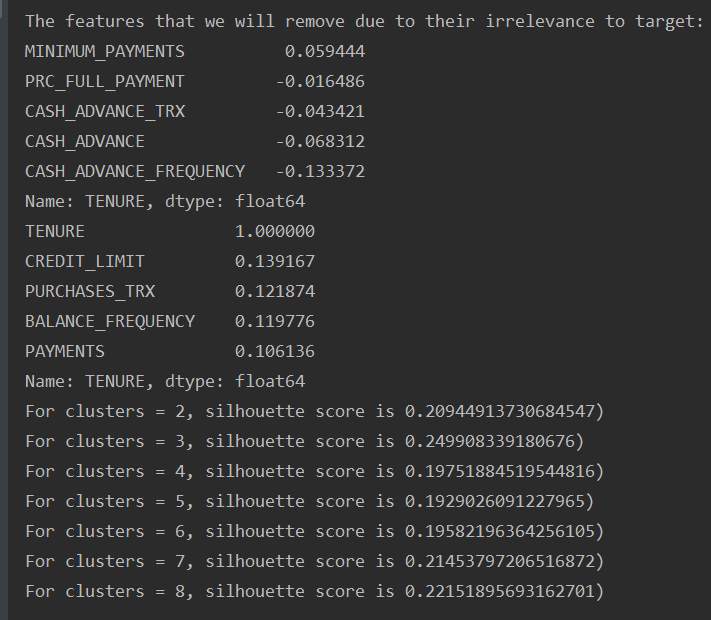 The features that we will remove due to their irrelevance to target:
MINIMUM_PAYMENTS 0.059444
PRC_FULL_PAYMENT -0.016486
CASH_ADVANCE_TRX -0.043421
CASH_ADVANCE -0.068312
CASH_ADVANCE_FREQUENCY -0.133372
Name: TENURE, dtype: float64
TENURE 1.000000
CREDIT_LIMIT 0.139167
PURCHASES_TRX 0.121874
BALANCE_FREQUENCY 0.119776
PAYMENTS 0.106136
Name: TENURE, dtype: float64
For clusters = 2, silhouette score is 0.20944913730684547)
For clusters = 3, silhouette score is 0.249908339180676)
For clusters = 4, silhouette score is 0.19751884519544816)
For clusters = 5, silhouette score is 0.1929026091227965)
For clusters = 6, silhouette score is 0.19582196364256105)
For clusters = 7, silhouette score is 0.21453797206516872)
For clusters = 8, silhouette score is 0.22151895693162701)